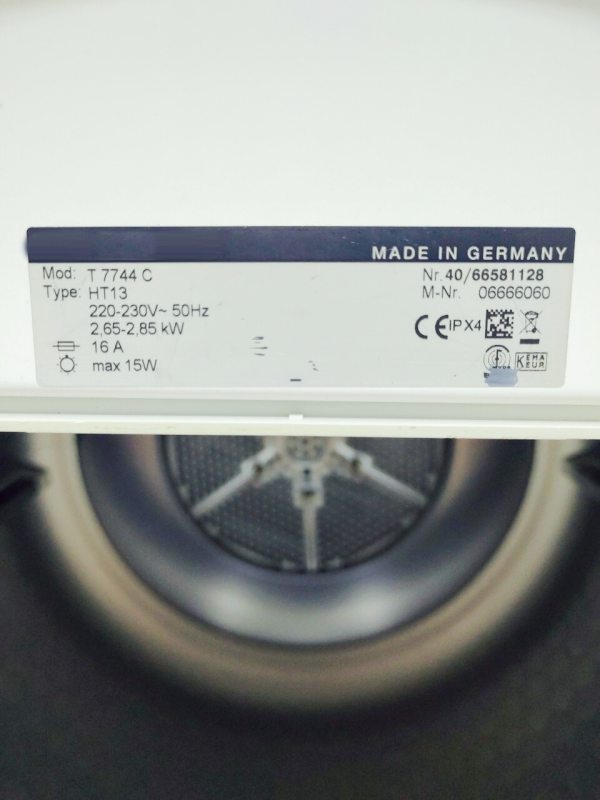 MADE IN GERMANY
Mod: T 7744 C
Nr. 40/66581128
Type: HT13
M-Nr. 06666060
220-230V~ 50Hz
2,65-2,85 kW
16 A
max 15W
CE IPX4
KEMA
KEUR